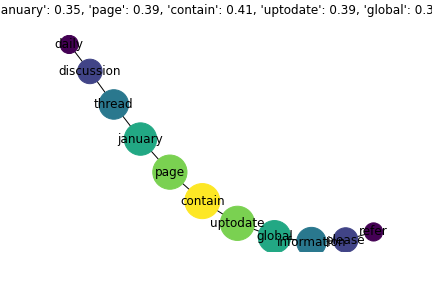 anuary': 0.35, 'page': 0.39, 'contain': 0.41, 'uptodate': 0.39, 'global': 0.3
daily
discussion
thread
january
page
contain
uptodate
global
information
please
refer